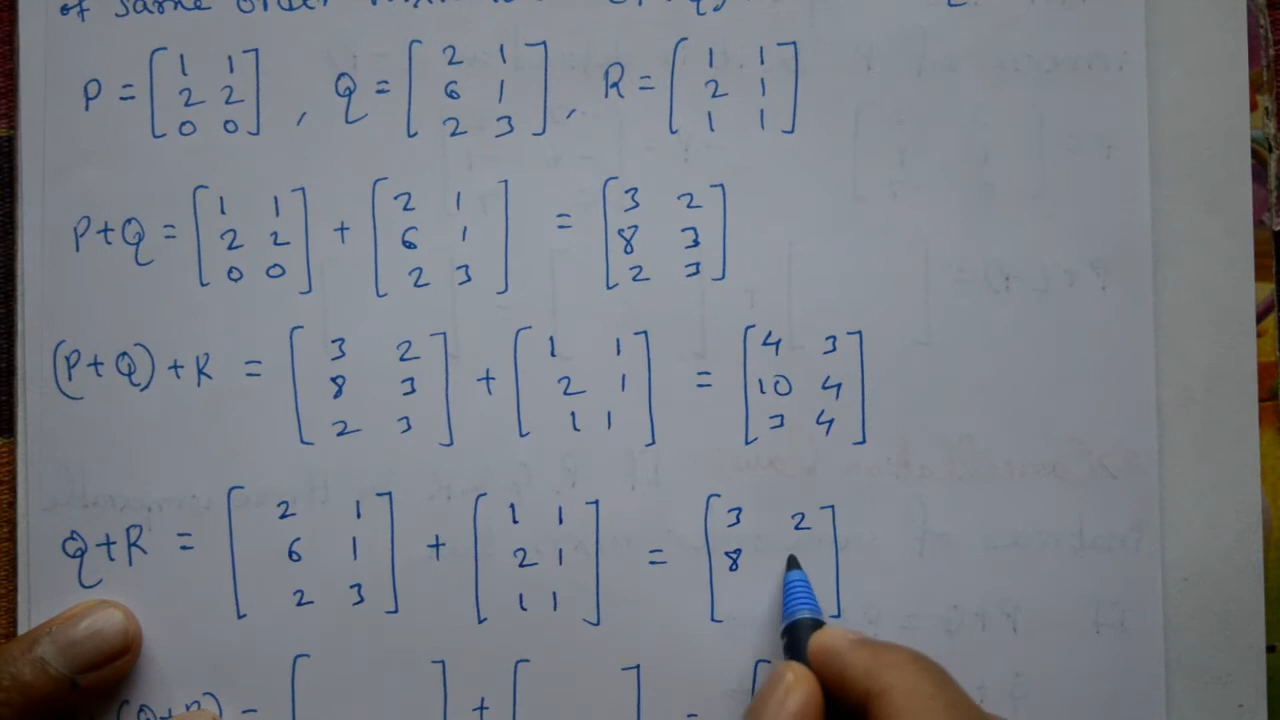 of same order
P = [1 1 2 2 0 0], Q = [2 1 6 1 2 3], R = [1 1 2 1 1 1]
P+Q = [1 1 2 2 0 0] + [2 1 6 1 2 3] = [3 2 8 3 2 3]
(P+Q)+R = [3 2 8 3 2 3] + [1 1 2 1 1 1] = [4 3 10 4 3 4]
Q+R = [2 1 6 1 2 3] + [1 1 2 1 1 1] = [3 2 8
(Q+R) = [ ] + [ ] = [